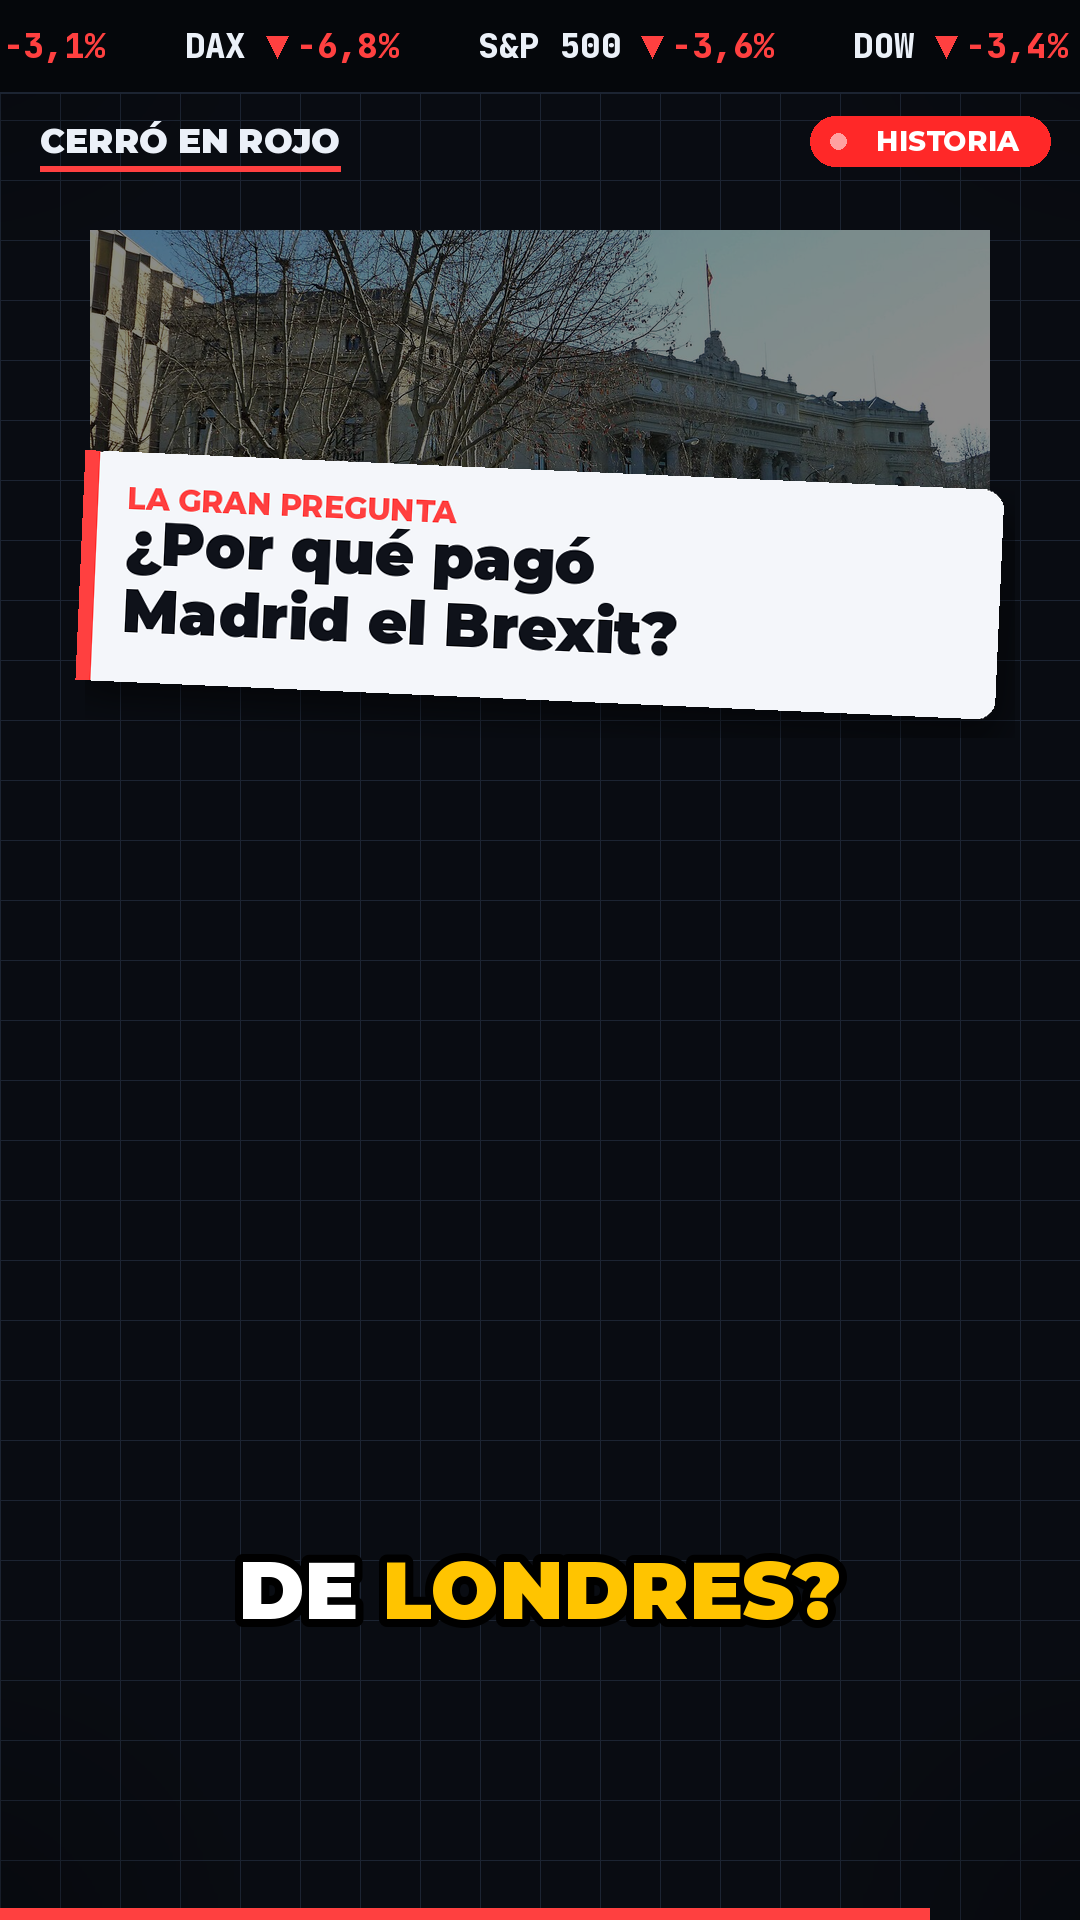 -3,1% DAX ▼-6,8% S&P 500 ▼-3,6% DOW ▼-3,4%
CERRÓ EN ROJO
HISTORIA
LA GRAN PREGUNTA
¿Por qué pagó
Madrid el Brexit?
DE LONDRES?